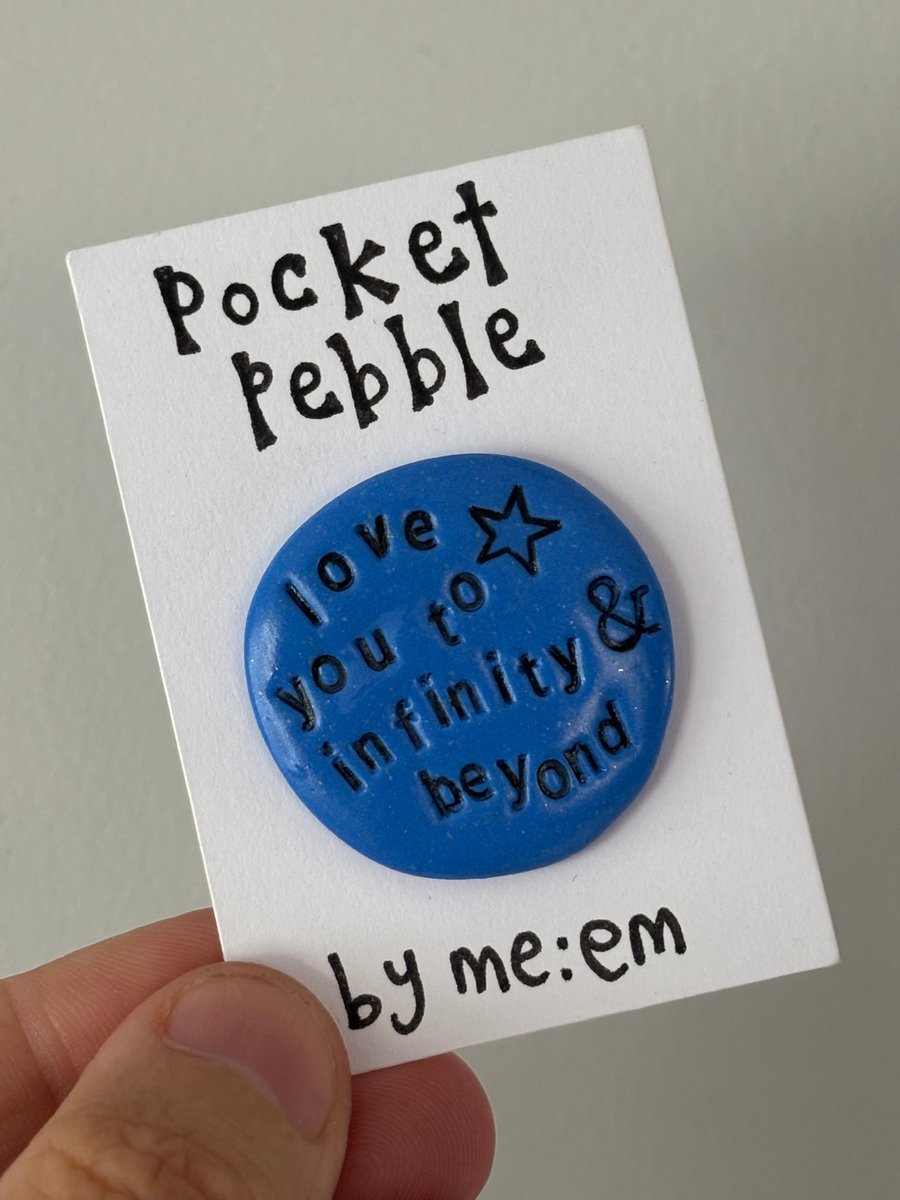 Pocket
Pebble
love
you to
infinity &
beyond
by me:em